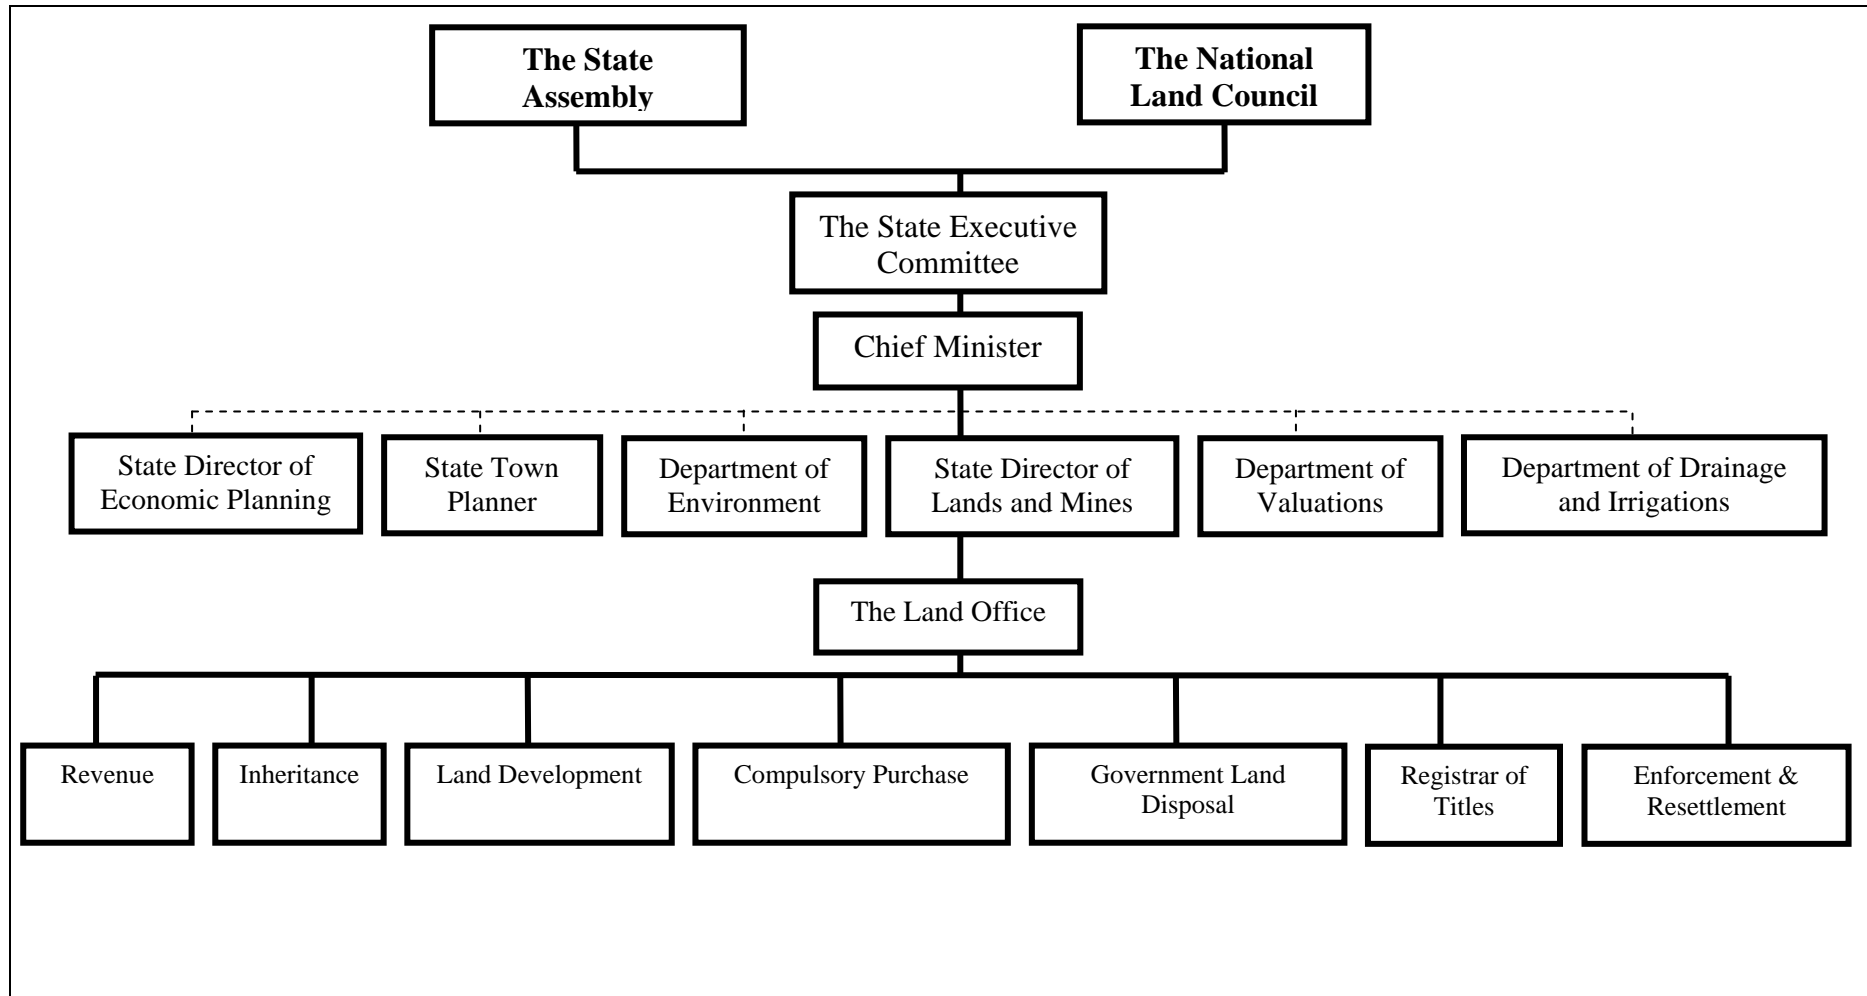 The State
Assembly
The National
Land Council
The State Executive
Committee
Chief Minister
State Director of
Economic Planning
State Town
Planner
Department of
Environment
State Director of
Lands and Mines
Department of
Valuations
Department of Drainage
and Irrigations
The Land Office
Revenue
Inheritance
Land Development
Compulsory Purchase
Government Land
Disposal
Registrar of
Titles
Enforcement &
Resettlement